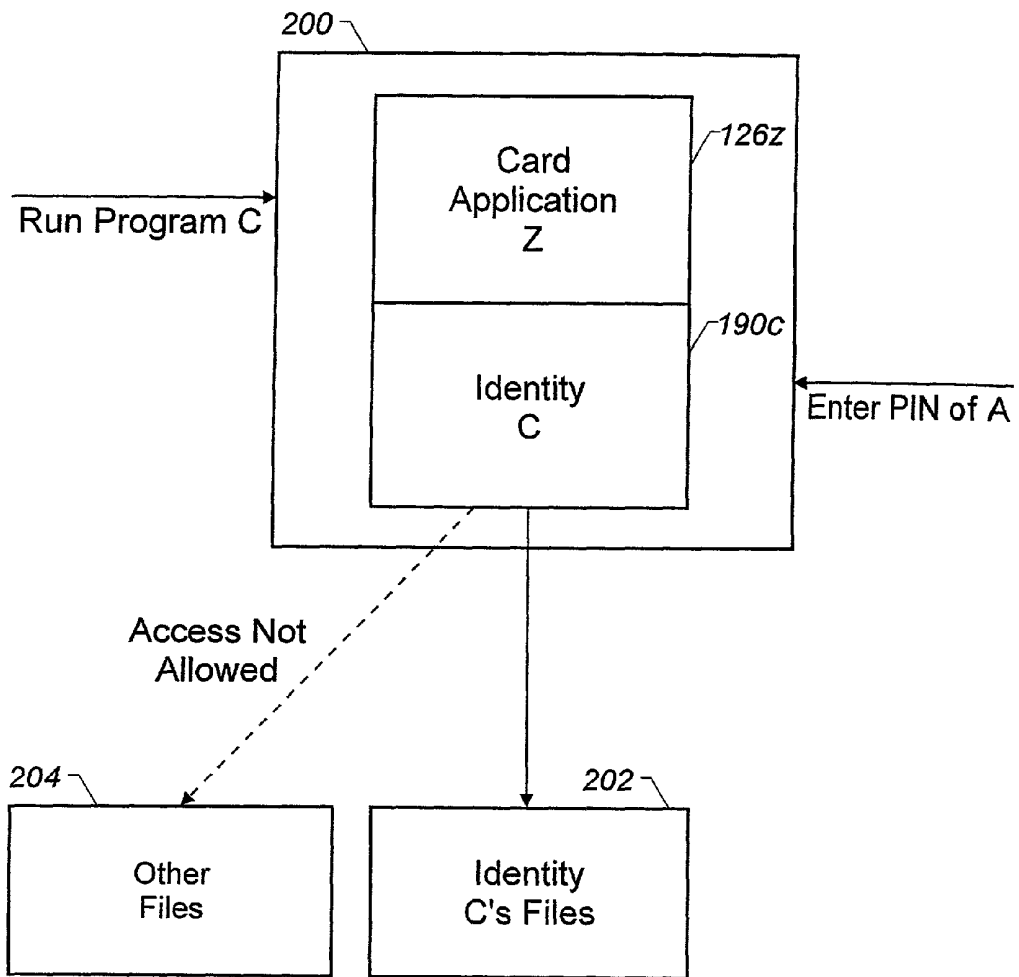 200
Card
Application
Z
126z
Run Program C
190c
Identity
C
Enter PIN of A
Access Not
Allowed
204
202
Other
Files
Identity
C's Files